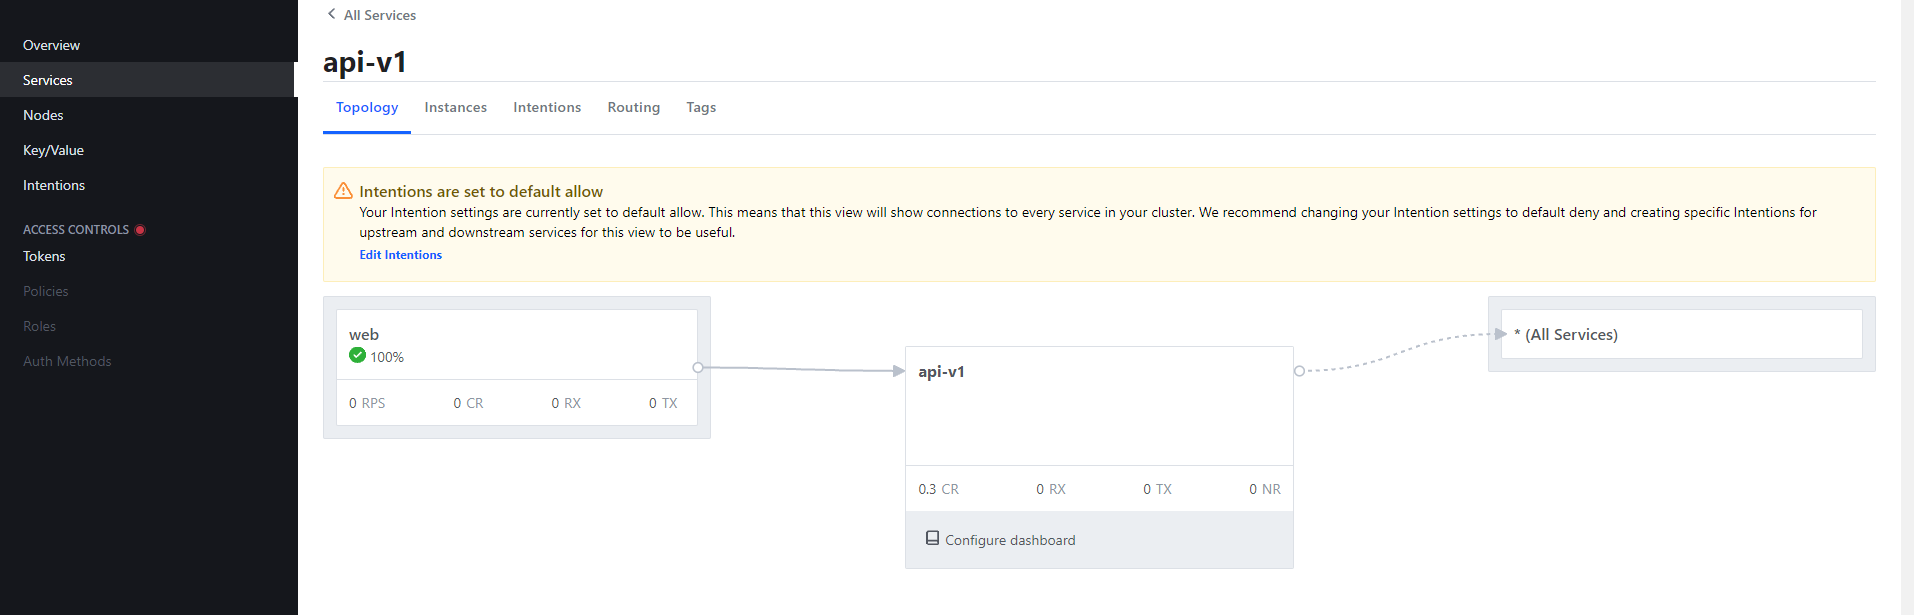 Overview
Services
Nodes
Key/Value
Intentions
ACCESS CONTROLS
Tokens
Policies
Roles
Auth Methods
All Services
api-v1
Topology Instances Intentions Routing Tags
Intentions are set to default allow
Your Intention settings are currently set to default allow. This means that this view will show connections to every service in your cluster. We recommend changing your Intention settings to default deny and creating specific Intentions for
upstream and downstream services for this view to be useful.
Edit Intentions
web
100%
0 RPS 0 CR 0 RX 0 TX
api-v1
0.3 CR 0 RX 0 TX 0 NR
Configure dashboard
* (All Services)